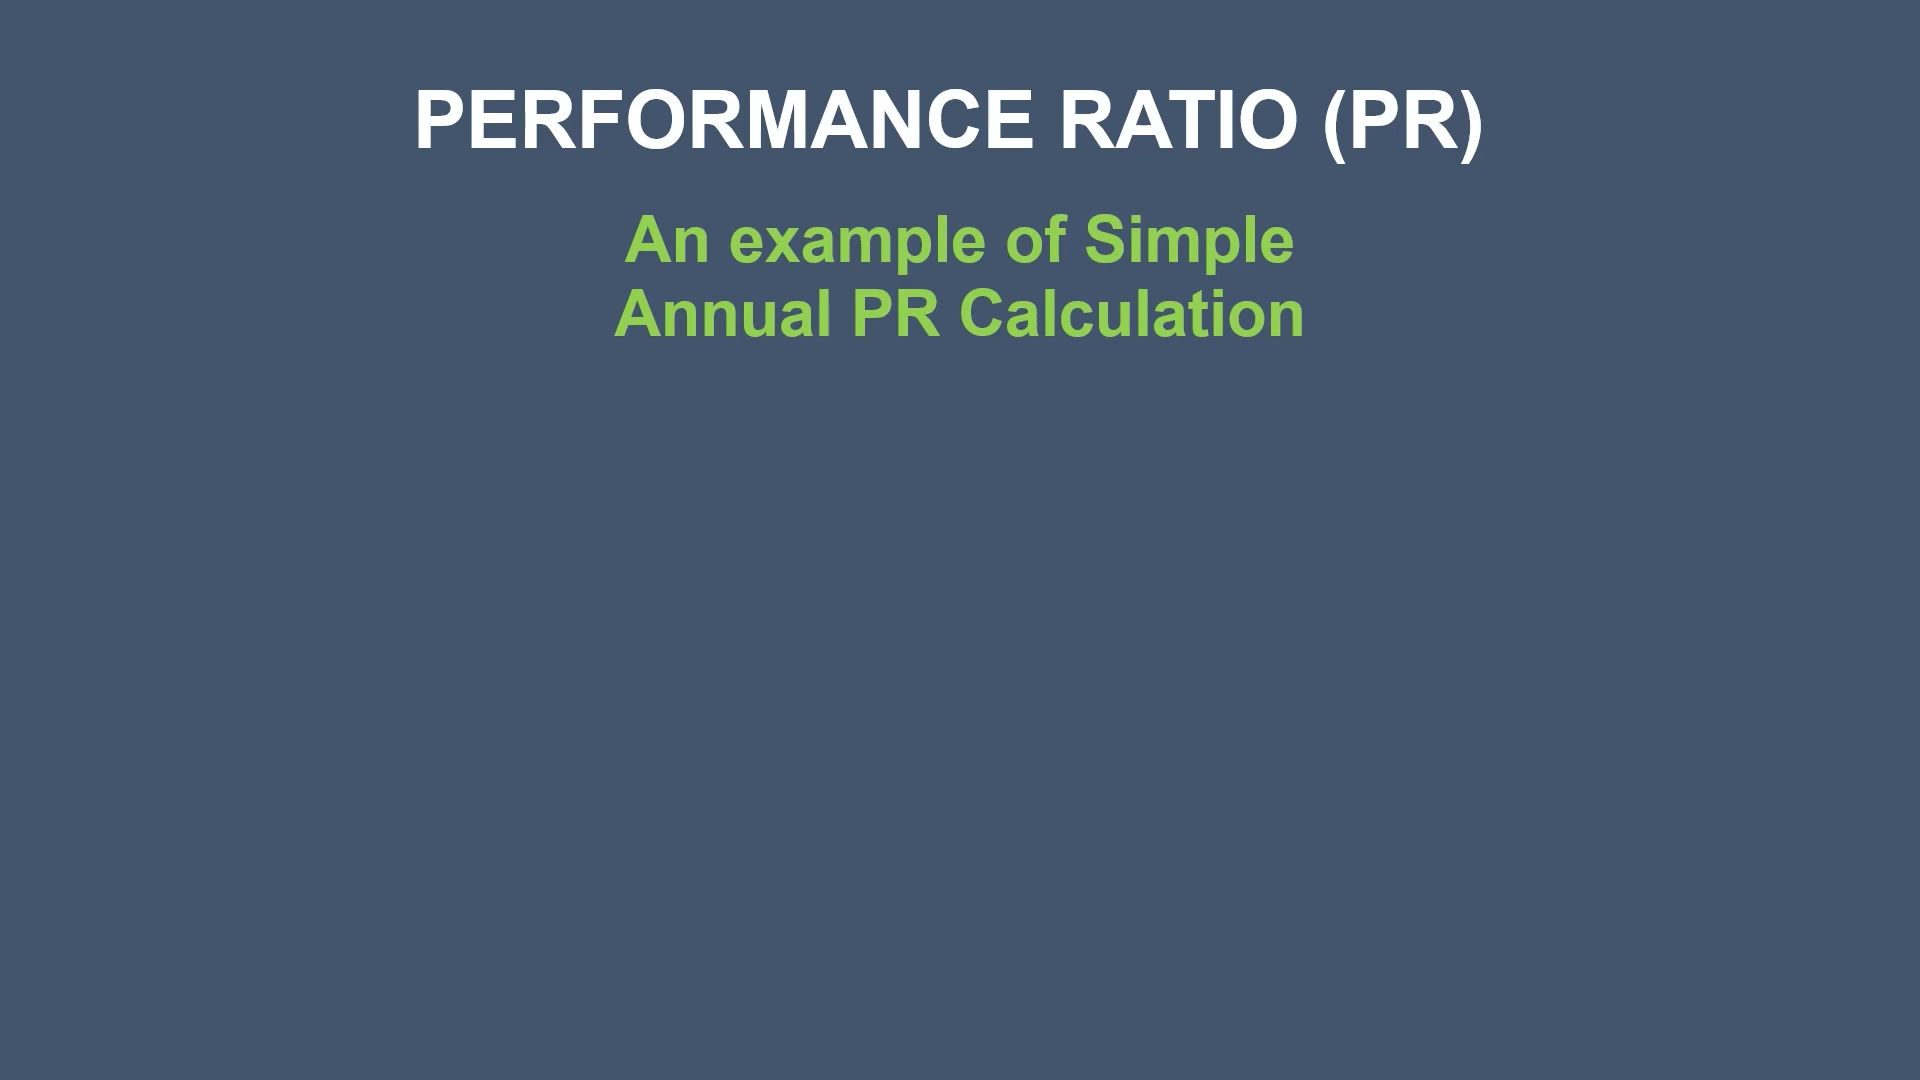 PERFORMANCE RATIO (PR)
An example of Simple
Annual PR Calculation